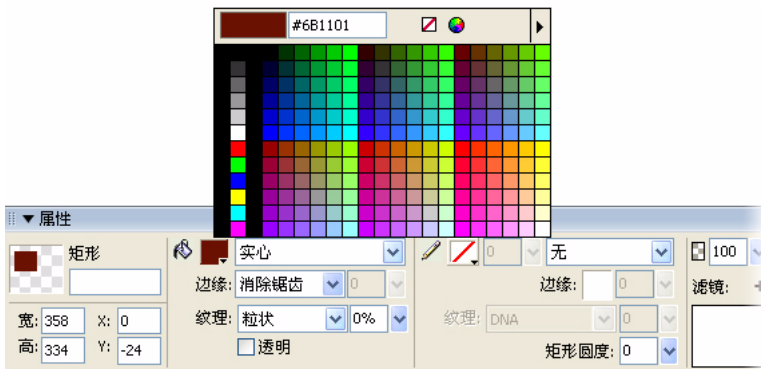 #6B1101
属性
矩形 实心 0 无 100
边缘: 消除锯齿 0 边缘: 0 滤镜:
宽: 358 X: 0 纹理: 粒状 0% 纹理: DNA 0
高: 334 Y: -24 透明 矩形圆度: 0